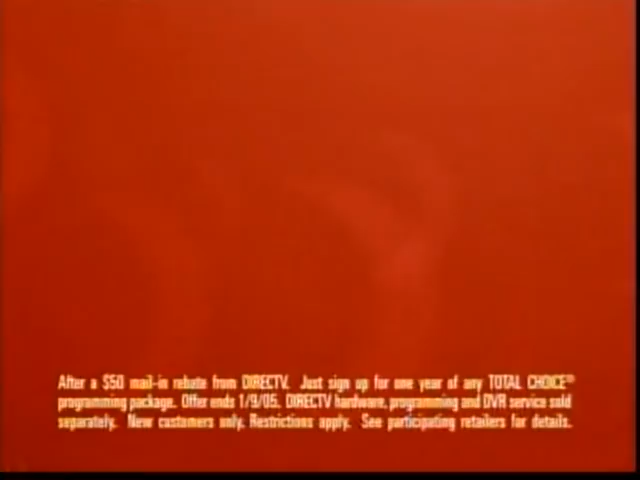 After a $50 mail-in rebate from DIRECTV. Just sign up for one year of any TOTAL CHOICE®
programming package. Offer ends 1/9/05. DIRECTV hardware, programming and DVR service sold
separately. New customers only. Restrictions apply. See participating retailers for details.